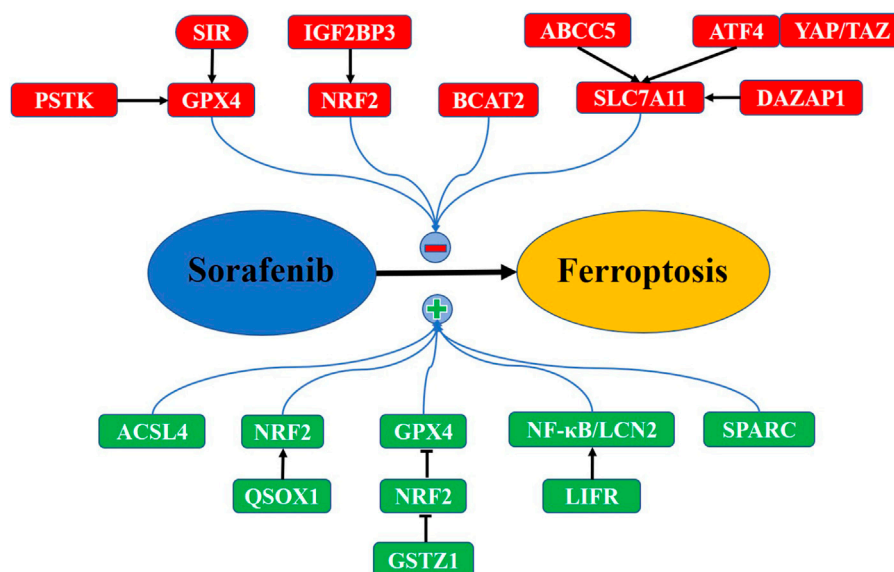 SIR
IGF2BP3
ABCC5
ATF4
YAP/TAZ
PSTK
GPX4
NRF2
BCAT2
SLC7A11
DAZAP1
Sorafenib
Ferroptosis
ACSL4
NRF2
GPX4
NF-κB/LCN2
SPARC
QSOX1
NRF2
LIFR
GSTZ1